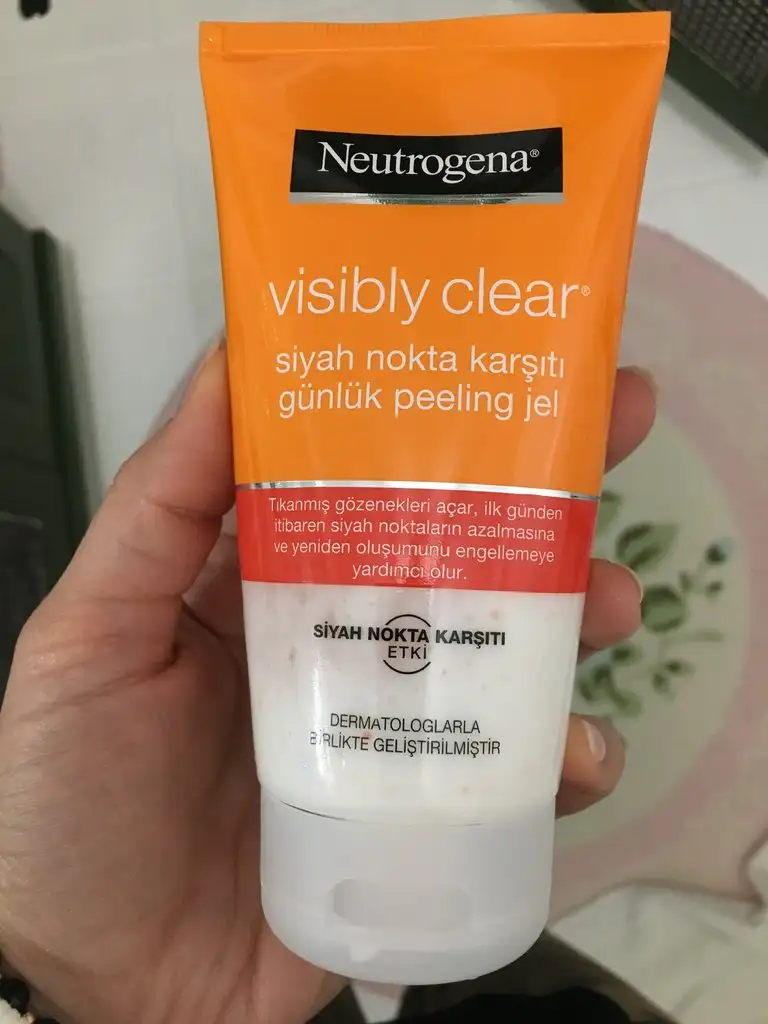 Neutrogena®
visibly clear®
siyah nokta karşıtı
günlük peeling jel
Tıkanmış gözenekleri açar, ilk günden
itibaren siyah noktaların azalmasına
ve yeniden oluşumunu engellemeye
yardımcı olur.
SİYAH NOKTA KARŞITI
ETKİ
DERMATOLOGLARLA
BİRLİKTE GELİŞTİRİLMİŞTİR